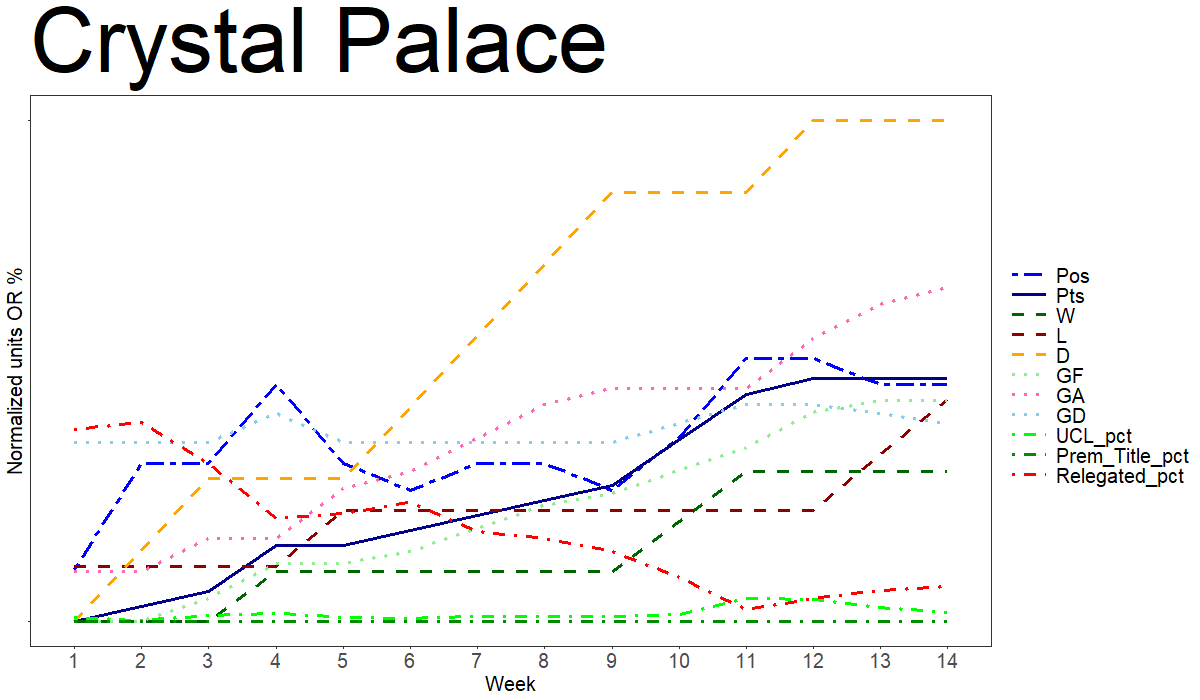 Crystal Palace
Normalized units OR %
1 2 3 4 5 6 7 8 9 10 11 12 13 14
Week
Pos
Pts
W
L
D
GF
GA
GD
UCL_pct
Prem_Title_pct
Relegated_pct